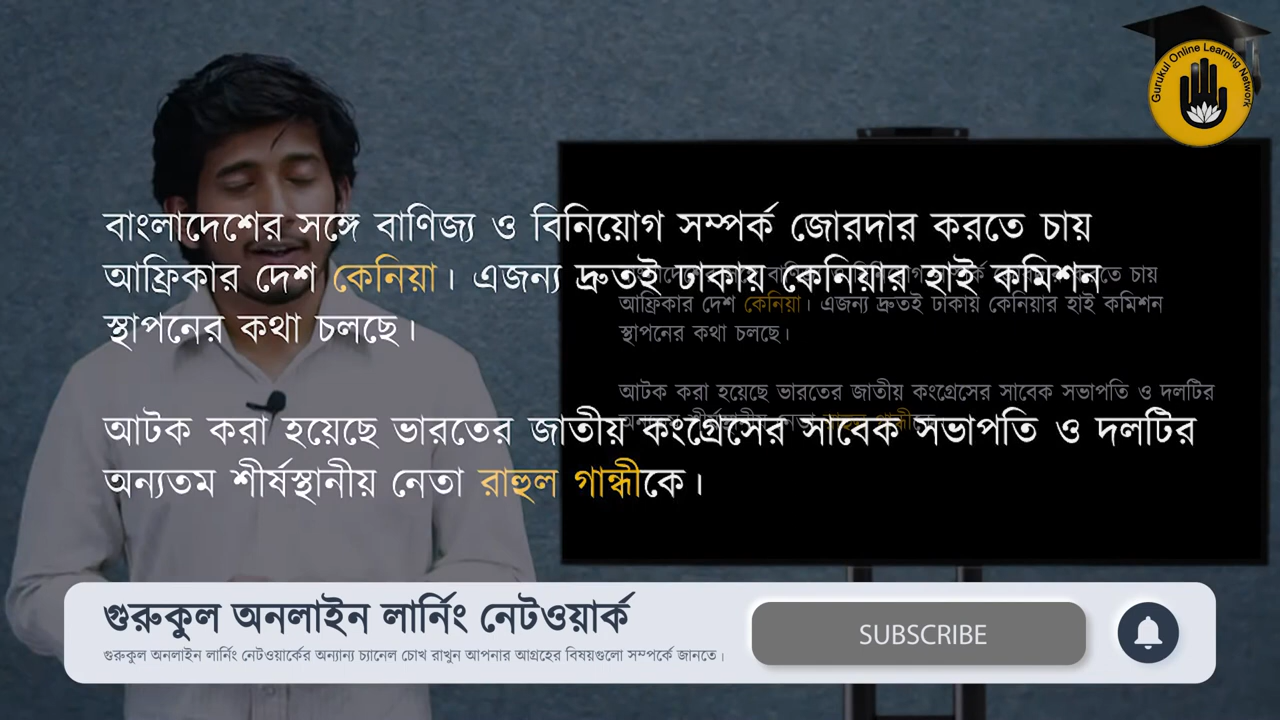 Gurukul Online Learning Network
বাংলাদেশের সঙ্গে বাণিজ্য ও বিনিয়োগ সম্পর্ক জোরদার করতে চায়
আফ্রিকার দেশ কেনিয়া। এজন্য দ্রুতই ঢাকায় কেনিয়ার হাই কমিশন
স্থাপনের কথা চলছে।
আটক করা হয়েছে ভারতের জাতীয় কংগ্রেসের সাবেক সভাপতি ও দলটির
অন্যতম শীর্ষস্থানীয় নেতা রাহুল গান্ধীকে।
করতে চায়
আফ্রিকার দেশ কেনিয়া। এজন্য দ্রুতই ঢাকায় কেনিয়ার হাই কমিশন
স্থাপনের কথা চলছে।
আটক করা হয়েছে ভারতের জাতীয় কংগ্রেসের সাবেক সভাপতি ও দলটির
গুরুকুল অনলাইন লার্নিং নেটওয়ার্ক
গুরুকুল অনলাইন লার্নিং নেটওয়ার্কের অন্যান্য চ্যানেল চোখ রাখুন আপনার আগ্রহের বিষয়গুলো সম্পর্কে জানতে।
SUBSCRIBE